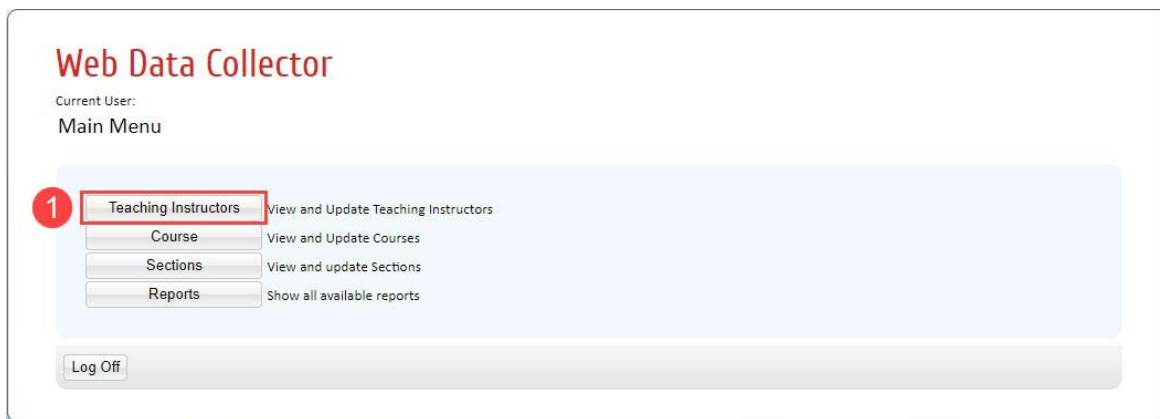 Web Data Collector
Current User:
Main Menu
1 Teaching Instructors View and Update Teaching Instructors
Course View and Update Courses
Sections View and update Sections
Reports Show all available reports
Log Off